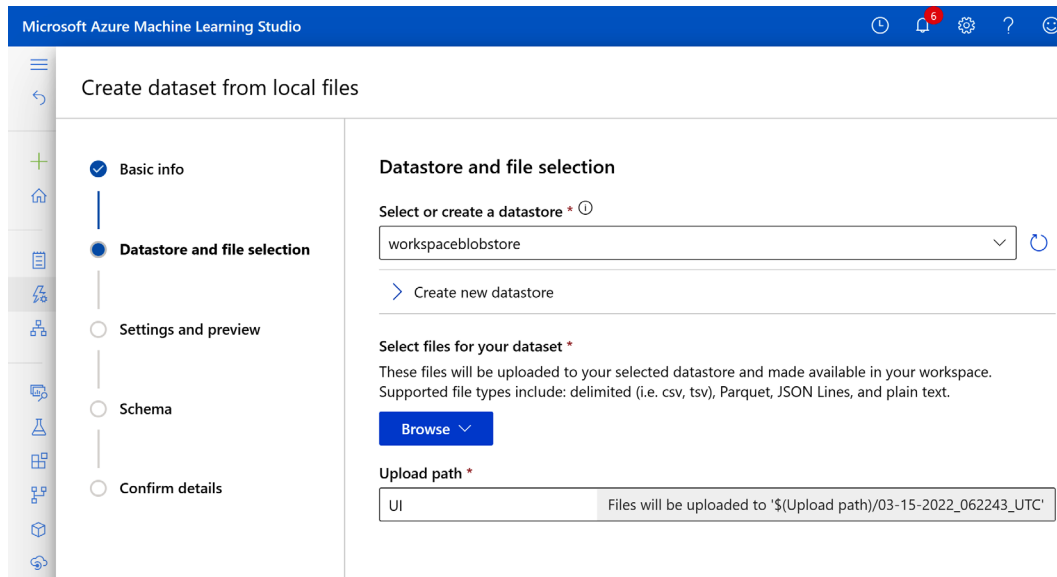 Microsoft Azure Machine Learning Studio
6
Create dataset from local files
Basic info
Datastore and file selection
Settings and preview
Schema
Confirm details
Datastore and file selection
Select or create a datastore *
workspaceblobstore
Create new datastore
Select files for your dataset *
These files will be uploaded to your selected datastore and made available in your workspace.
Supported file types include: delimited (i.e. csv, tsv), Parquet, JSON Lines, and plain text.
Browse
Upload path *
UI Files will be uploaded to '$(Upload path)/03-15-2022_062243_UTC'